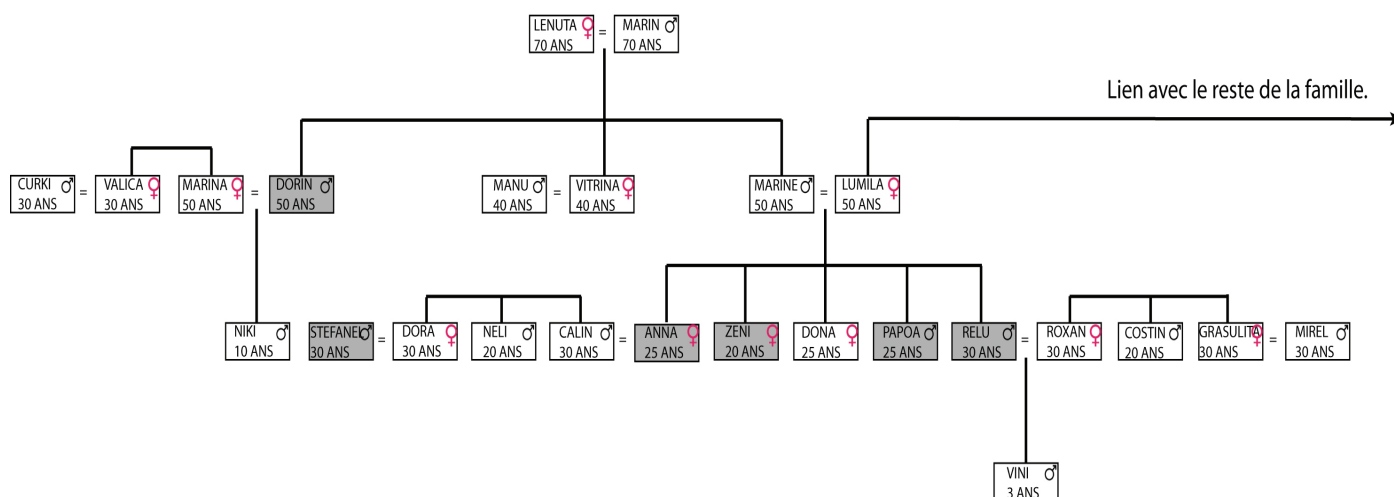 LENUTA
70 ANS
=
MARIN
70 ANS
Lien avec le reste de la famille.
CURKI
30 ANS
=
VALICA
30 ANS
MARINA
50 ANS
=
DORIN
50 ANS
MANU
40 ANS
=
VITRINA
40 ANS
MARINE
50 ANS
=
LUMILA
50 ANS
NIKI
10 ANS
STEFANEL
30 ANS
=
DORA
30 ANS
NELI
20 ANS
CALIN
30 ANS
=
ANNA
25 ANS
ZENI
20 ANS
DONA
25 ANS
PAPOA
25 ANS
RELU
30 ANS
=
ROXAN
30 ANS
COSTIN
20 ANS
GRASULITA
30 ANS
=
MIREL
30 ANS
VINI
3 ANS